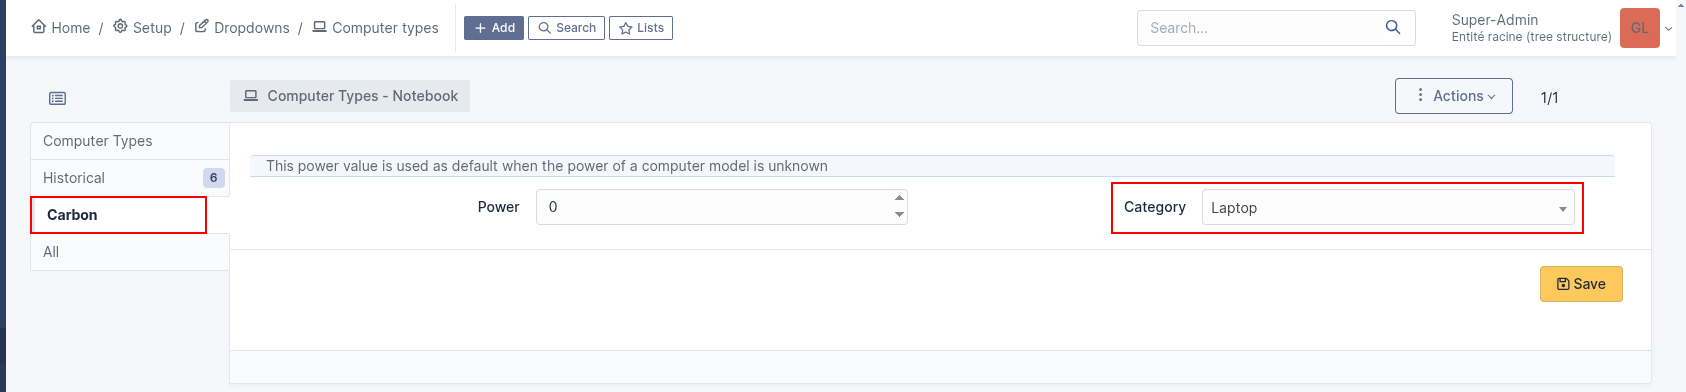 Home / Setup / Dropdowns / Computer types
+ Add
Search
Lists
Search...
Super-Admin
Entité racine (tree structure)
GL
Computer Types - Notebook
Actions
1/1
Computer Types
Historical 6
Carbon
All
This power value is used as default when the power of a computer model is unknown
Power 0
Category Laptop
Save